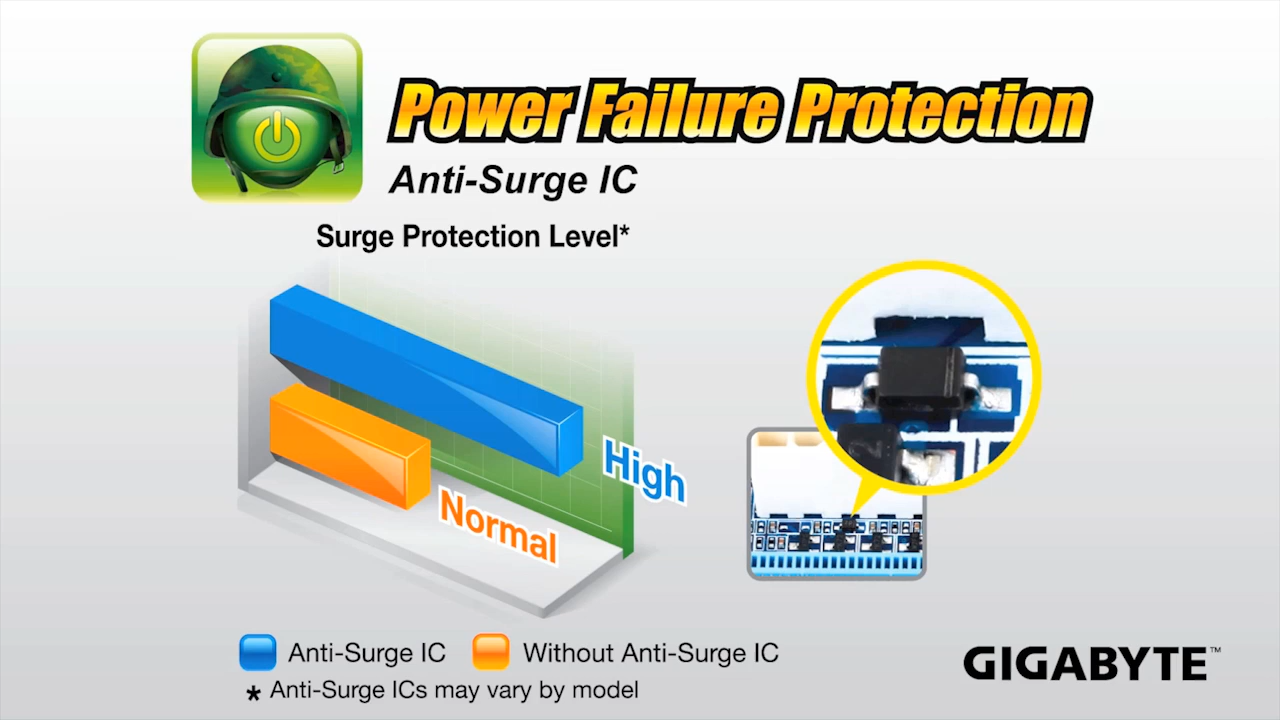 Power Failure Protection
Anti-Surge IC
Surge Protection Level*
High
Normal
Anti-Surge IC
Without Anti-Surge IC
* Anti-Surge ICs may vary by model
GIGABYTE™